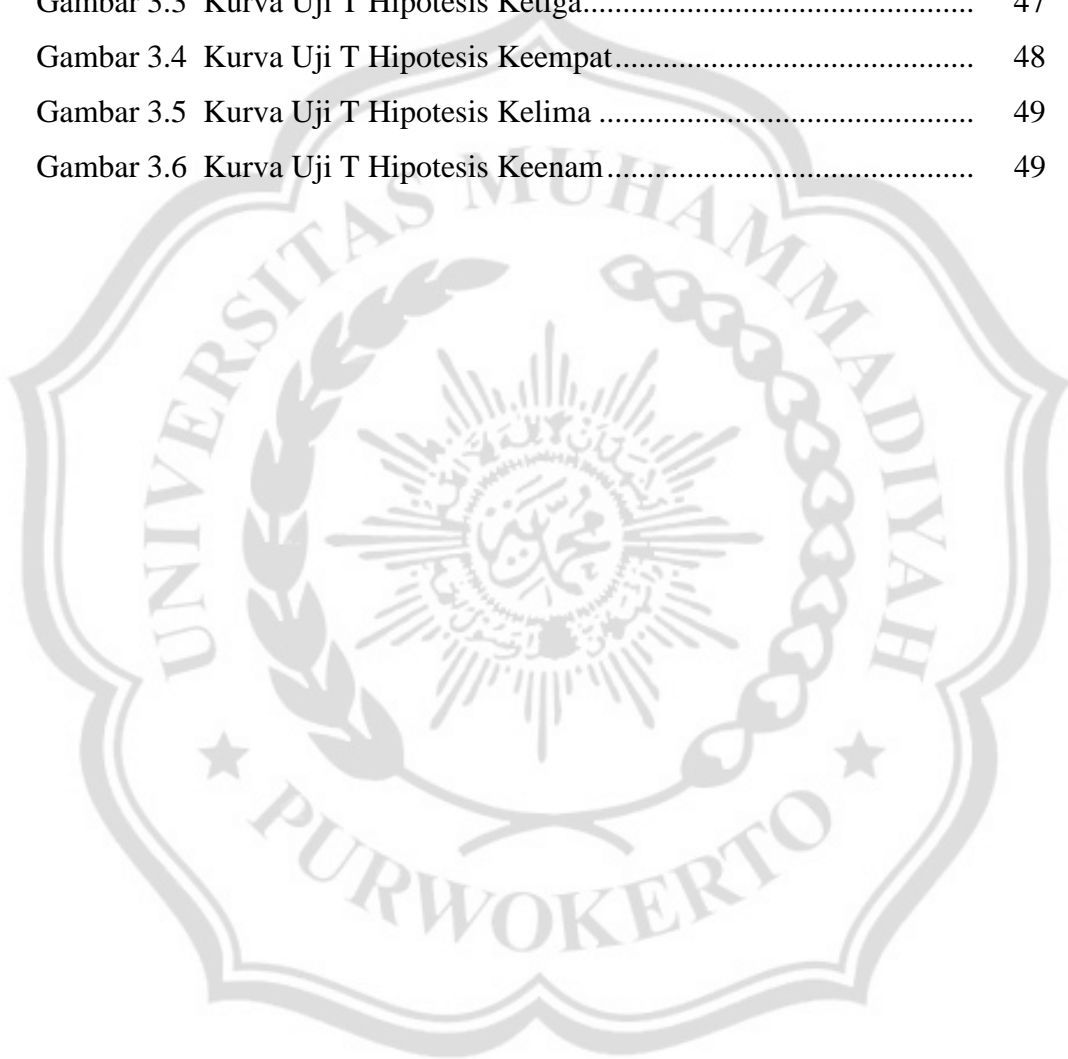 Gambar 3.3 Kurva Uji T Hipotesis Ketiga............................................... 47
Gambar 3.4 Kurva Uji T Hipotesis Keempat............................................ 48
Gambar 3.5 Kurva Uji T Hipotesis Kelima .............................................. 49
Gambar 3.6 Kurva Uji T Hipotesis Keenam............................................. 49
UNIVERSITAS MUHAMMADIYAH
PURWOKERTO